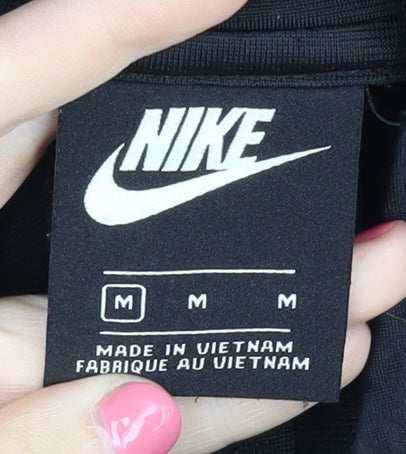 NIKE
M M M
MADE IN VIETNAM
FABRIQUE AU VIETNAM